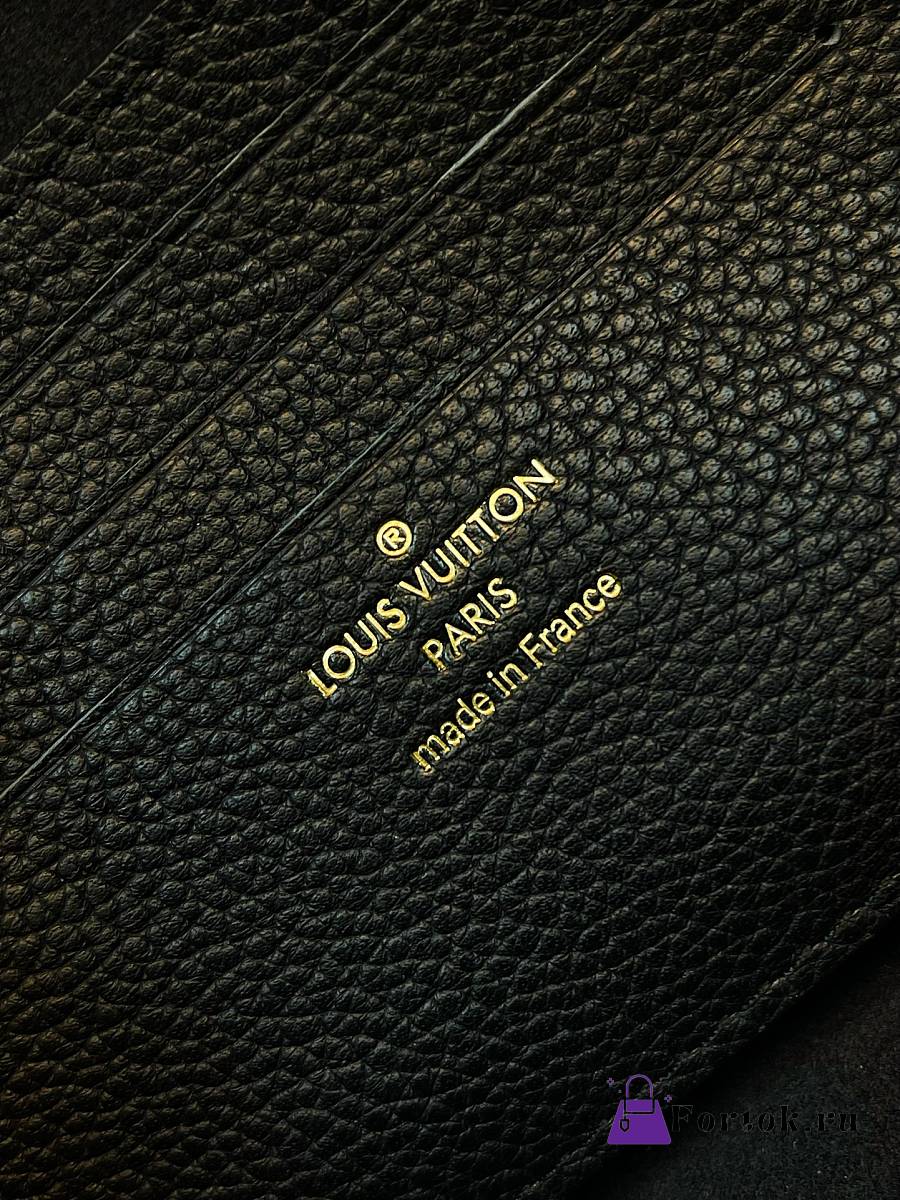 ®
LOUIS VUITTON
PARIS
made in France
Fortok.ru